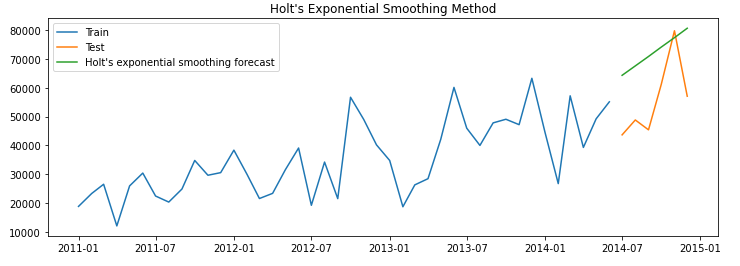 Holt's Exponential Smoothing Method
Train
Test
Holt's exponential smoothing forecast
80000
70000
60000
50000
40000
30000
20000
10000
2011-01 2011-07 2012-01 2012-07 2013-01 2013-07 2014-01 2014-07 2015-01